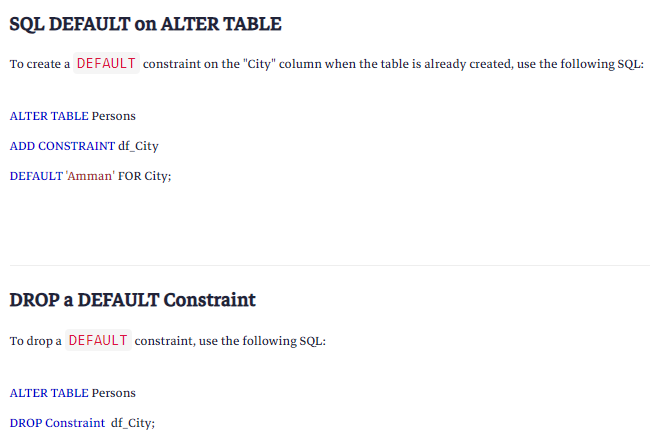 SQL DEFAULT on ALTER TABLE
To create a DEFAULT constraint on the "City" column when the table is already created, use the following SQL:
ALTER TABLE Persons
ADD CONSTRAINT df_City
DEFAULT 'Amman' FOR City;
DROP a DEFAULT Constraint
To drop a DEFAULT constraint, use the following SQL:
ALTER TABLE Persons
DROP Constraint  df_City;